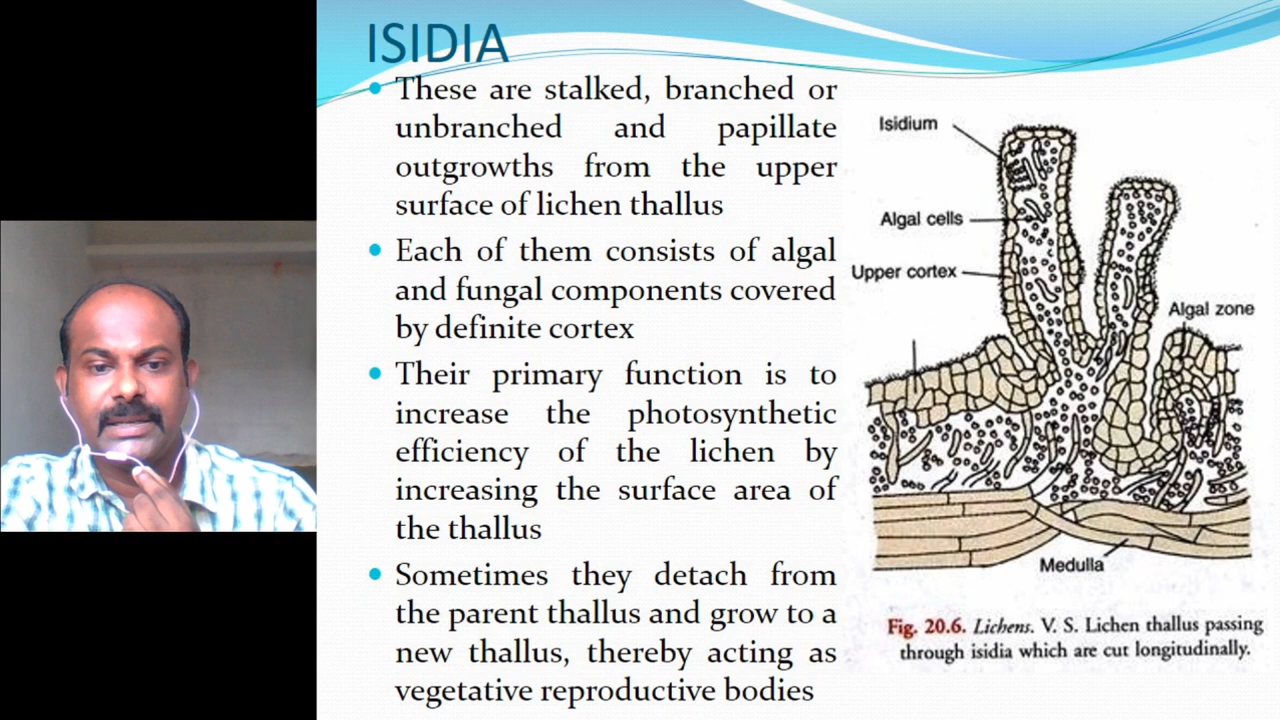 ISIDIA
These are stalked, branched or
unbranched and papillate
outgrowths from the upper
surface of lichen thallus
Each of them consists of algal
and fungal components covered
by definite cortex
Their primary function is to
increase the photosynthetic
efficiency of the lichen by
increasing the surface area of
the thallus
Sometimes they detach from
the parent thallus and grow to a
new thallus, thereby acting as
vegetative reproductive bodies
Isidium
Algal cells
Upper cortex
Algal zone
Medulla
Fig. 20.6. Lichens. V. S. Lichen thallus passing
through isidia which are cut longitudinally.